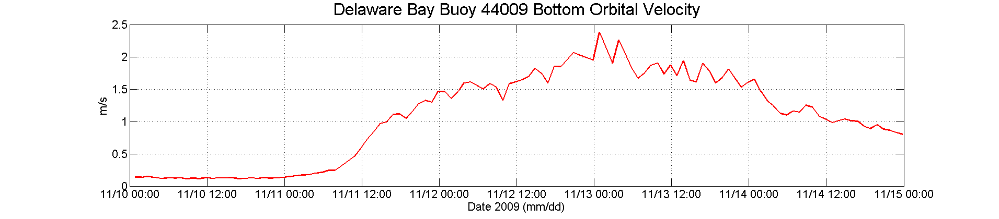 Delaware Bay Buoy 44009 Bottom Orbital Velocity
2.5
2
1.5
1
0.5
0
m/s
11/10 00:00 11/10 12:00 11/11 00:00 11/11 12:00 11/12 00:00 11/12 12:00 11/13 00:00 11/13 12:00 11/14 00:00 11/14 12:00 11/15 00:00
Date 2009 (mm/dd)